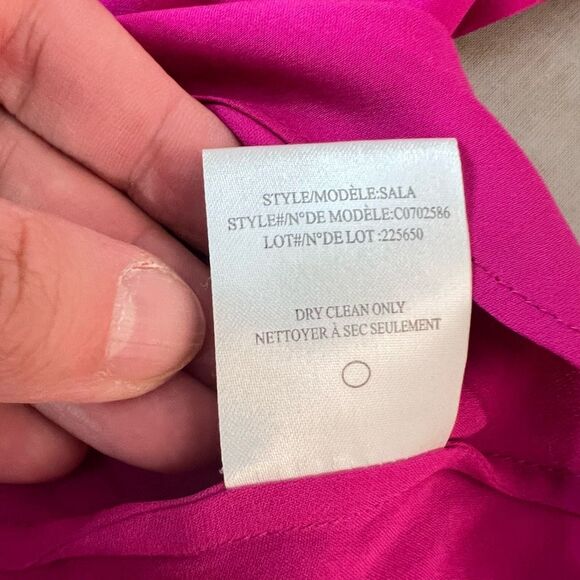 STYLE/MODÈLE:SALA
STYLE#/N°DE MODÈLE:C0702586
LOT#/N°DE LOT :225650
DRY CLEAN ONLY
NETTOYER À SEC SEULEMENT